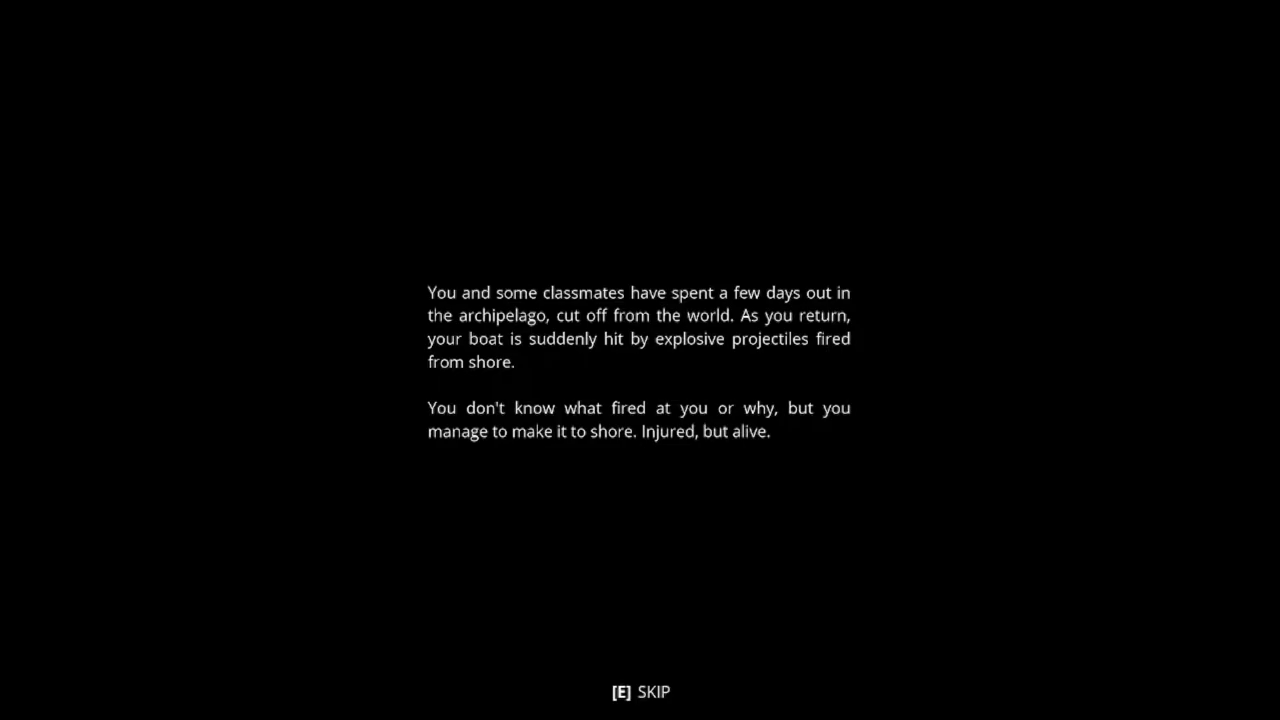 You and some classmates have spent a few days out in
the archipelago, cut off from the world. As you return,
your boat is suddenly hit by explosive projectiles fired
from shore.
You don't know what fired at you or why, but you
manage to make it to shore. Injured, but alive.
[E] SKIP